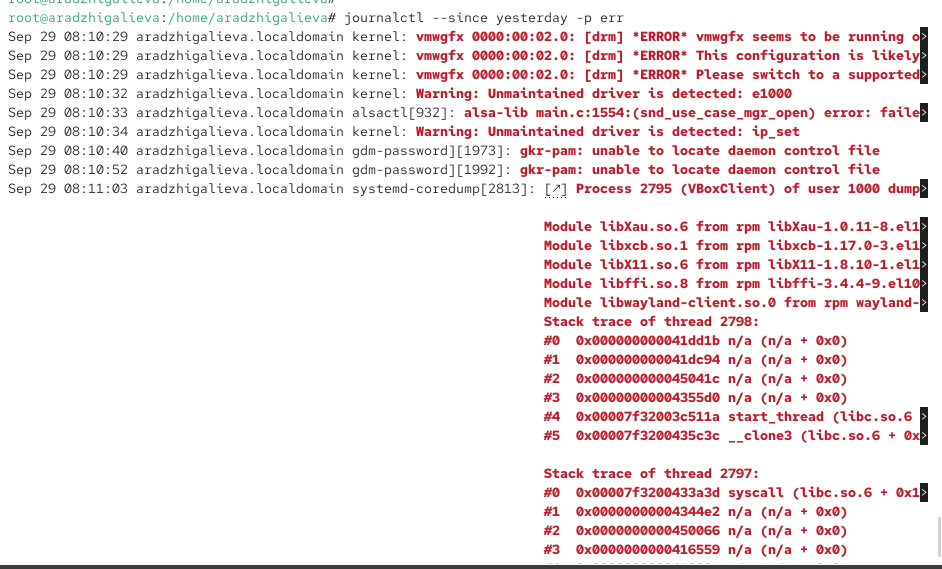 root@aradzhigalieva:/home/aradzhigalieva#
root@aradzhigalieva:/home/aradzhigalieva# journalctl --since yesterday -p err
Sep 29 08:10:29 aradzhigalieva.localdomain kernel: vmwgfx 0000:00:02.0: [drm] *ERROR* vmwgfx seems to be running o>
Sep 29 08:10:29 aradzhigalieva.localdomain kernel: vmwgfx 0000:00:02.0: [drm] *ERROR* This configuration is likely>
Sep 29 08:10:29 aradzhigalieva.localdomain kernel: vmwgfx 0000:00:02.0: [drm] *ERROR* Please switch to a supported>
Sep 29 08:10:32 aradzhigalieva.localdomain kernel: Warning: Unmaintained driver is detected: e1000
Sep 29 08:10:33 aradzhigalieva.localdomain alsactl[932]: alsa-lib main.c:1554:(snd_use_case_mgr_open) error: faile>
Sep 29 08:10:34 aradzhigalieva.localdomain kernel: Warning: Unmaintained driver is detected: ip_set
Sep 29 08:10:40 aradzhigalieva.localdomain gdm-password][1973]: gkr-pam: unable to locate daemon control file
Sep 29 08:10:52 aradzhigalieva.localdomain gdm-password][1992]: gkr-pam: unable to locate daemon control file
Sep 29 08:11:03 aradzhigalieva.localdomain systemd-coredump[2813]: [↗] Process 2795 (VBoxClient) of user 1000 dump>
Module libXau.so.6 from rpm libXau-1.0.11-8.el1>
Module libxcb.so.1 from rpm libxcb-1.17.0-3.el1>
Module libX11.so.6 from rpm libX11-1.8.10-1.el1>
Module libffi.so.8 from rpm libffi-3.4.4-9.el10>
Module libwayland-client.so.0 from rpm wayland->
Stack trace of thread 2798:
#0  0x000000000041dd1b n/a (n/a + 0x0)
#1  0x000000000041dc94 n/a (n/a + 0x0)
#2  0x000000000045041c n/a (n/a + 0x0)
#3  0x00000000004355d0 n/a (n/a + 0x0)
#4  0x00007f32003c511a start_thread (libc.so.6 >
#5  0x00007f3200435c3c __clone3 (libc.so.6 + 0x>
Stack trace of thread 2797:
#0  0x00007f3200433a3d syscall (libc.so.6 + 0x1>
#1  0x00000000004344e2 n/a (n/a + 0x0)
#2  0x0000000000450066 n/a (n/a + 0x0)
#3  0x0000000000416559 n/a (n/a + 0x0)